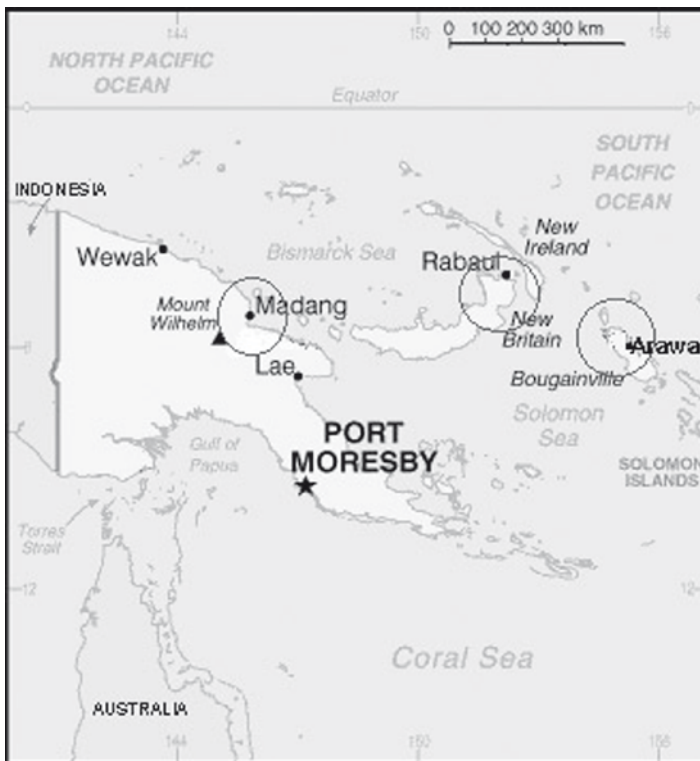 144
150
156
0 100 200 300 km
NORTH PACIFIC
OCEAN
Equator
0
0
SOUTH
PACIFIC
OCEAN
INDONESIA
New
Ireland
Bismarck Sea
Wewak
Rabaul
Mount
Wilhelm
Madang
New
Britain
Arawa
Lae
Bougainville
Solomon
Sea
PORT
MORESBY
Gulf of
Papua
SOLOMON
ISLANDS
Torres
Strait
12
12
Coral Sea
AUSTRALIA
144
150
156